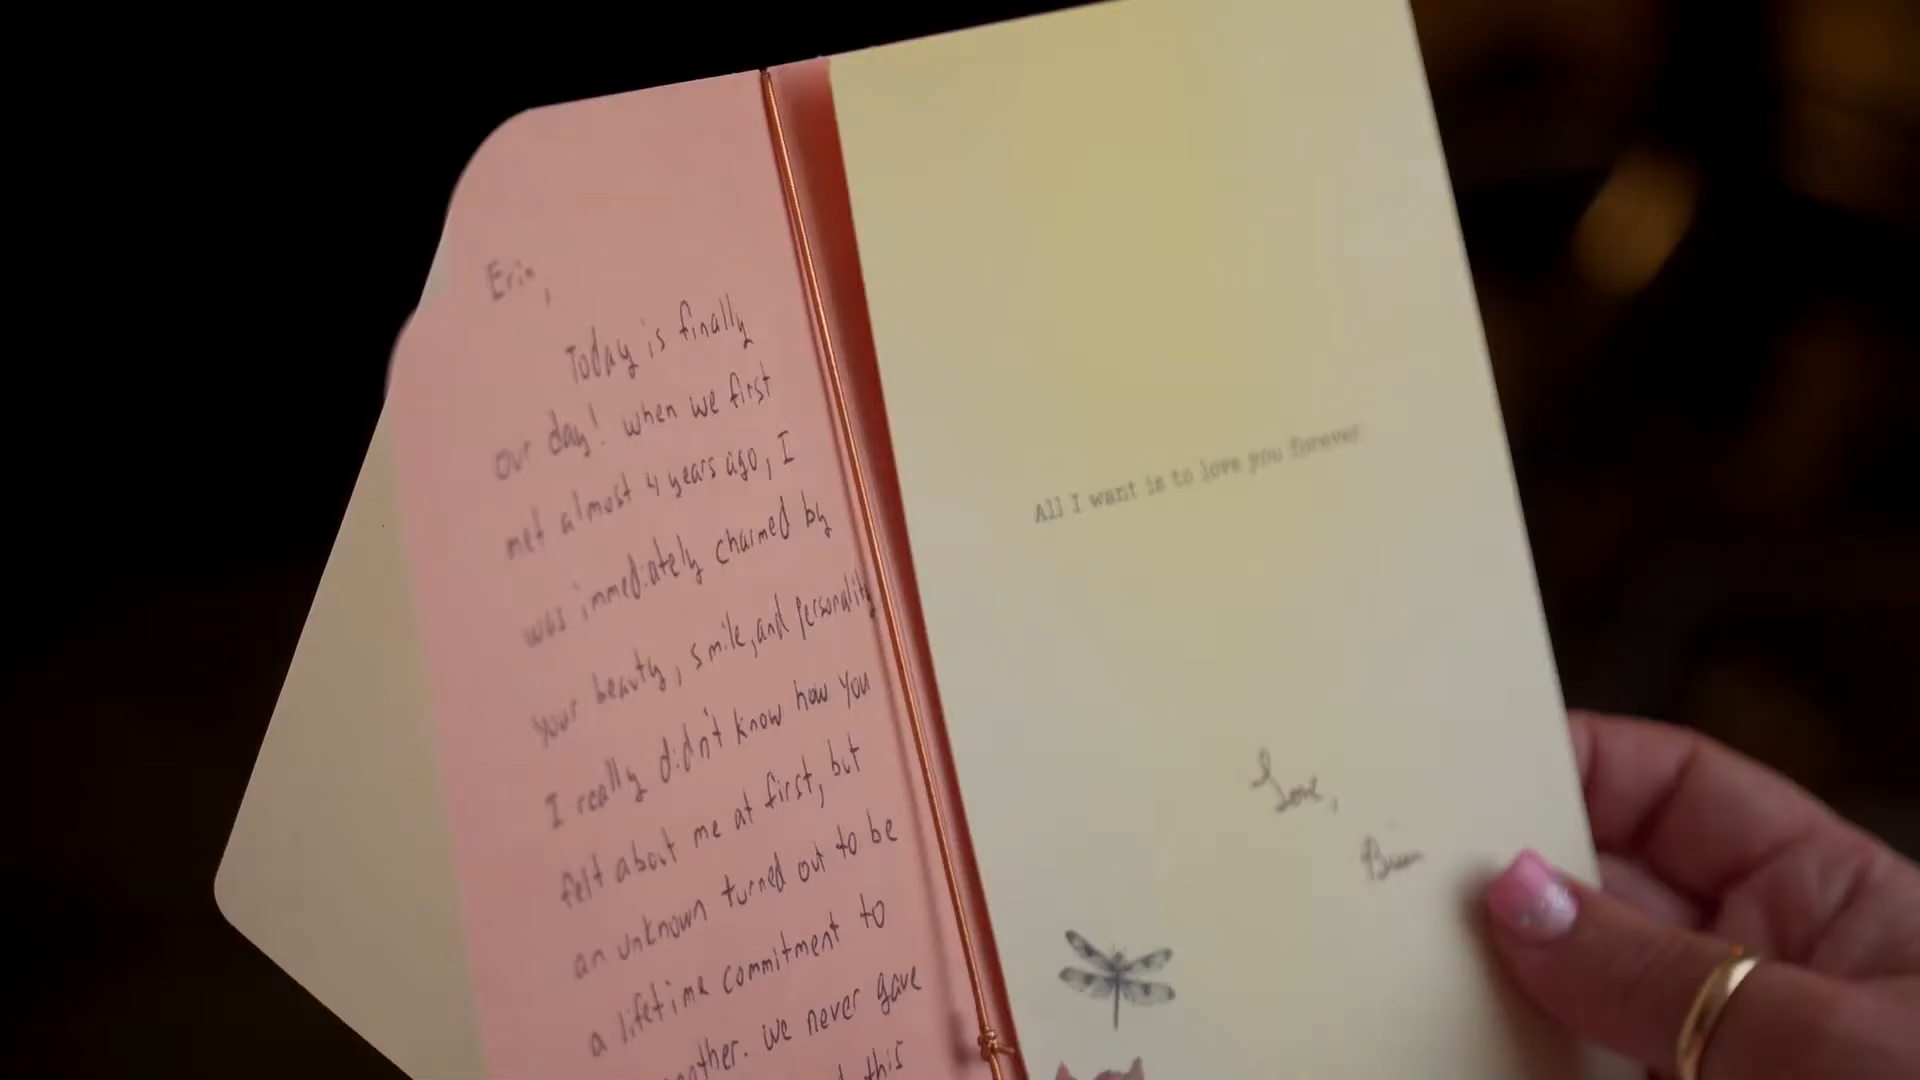 Erin,
Today is finally
our day! when we first
met almost 4 years ago, I
was immediately charmed by
your beauty, smile, and personality
I really didn't know how you
felt about me at first, but
an unknown turned out to be
a lifetime commitment to
we never gave
this
All I want is to love you forever
Love,